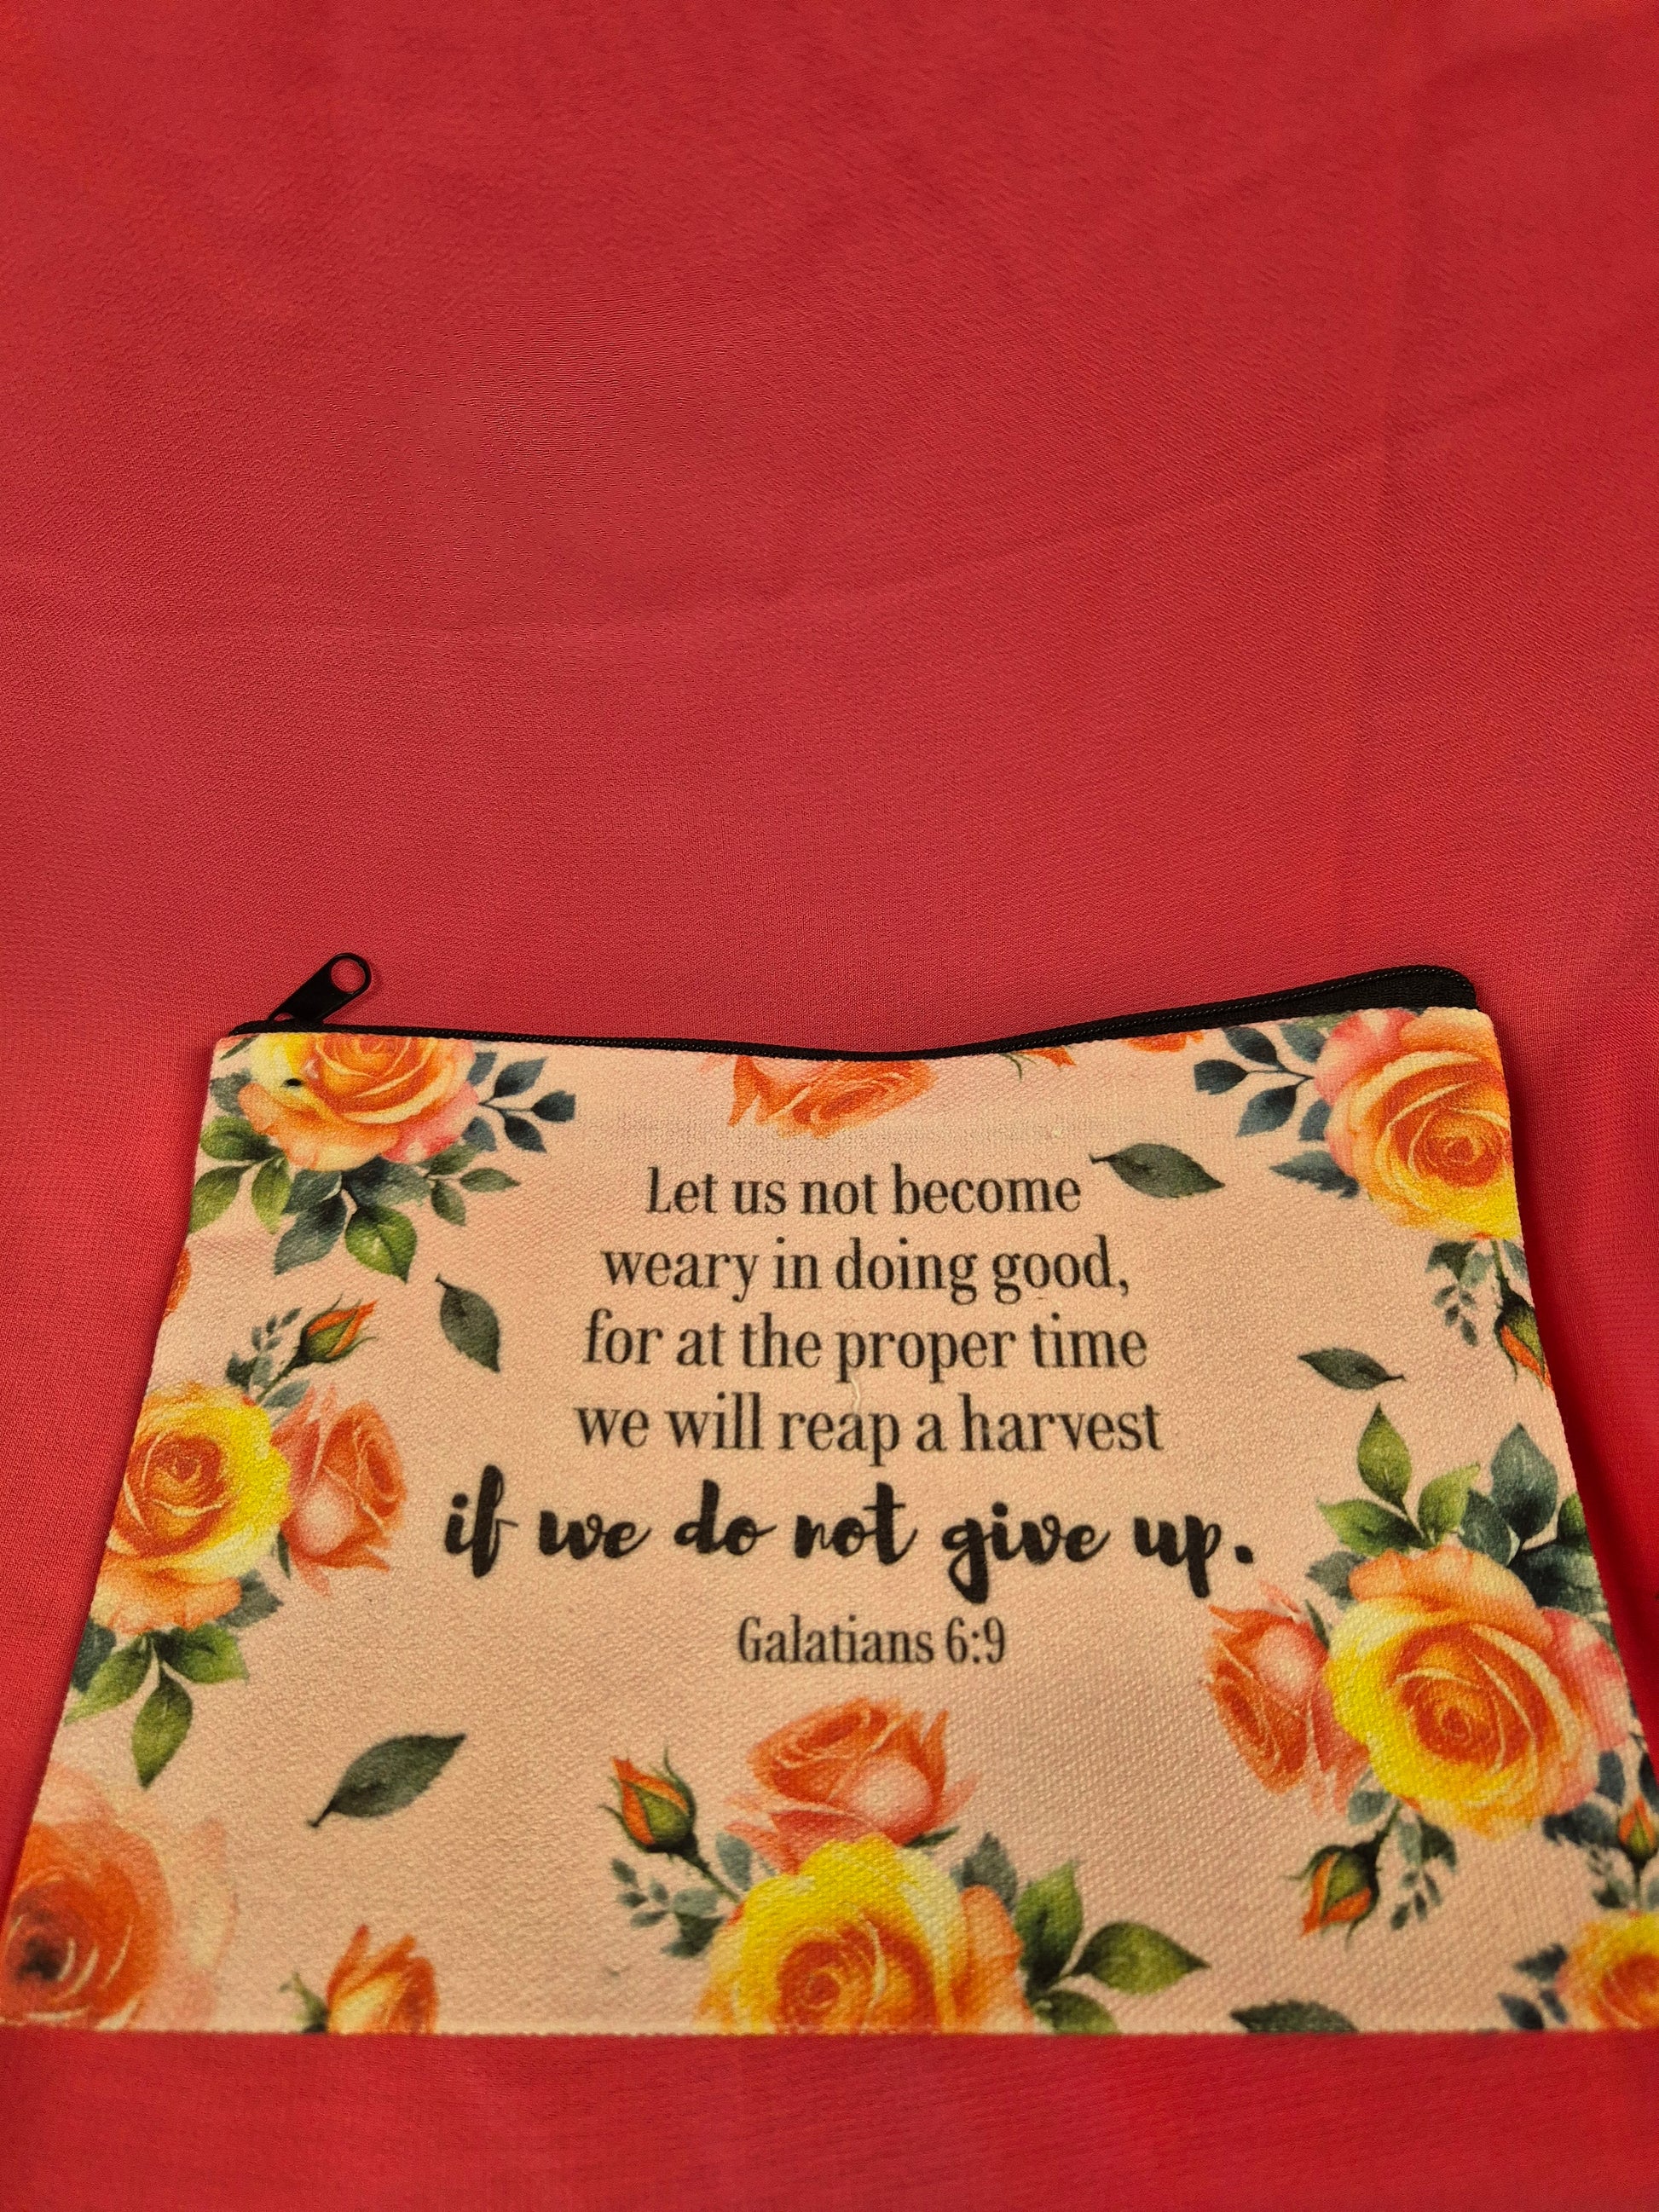 Let us not become
weary in doing good,
for at the proper time
we will reap a harvest
if we do not give up.
Galatians 6:9